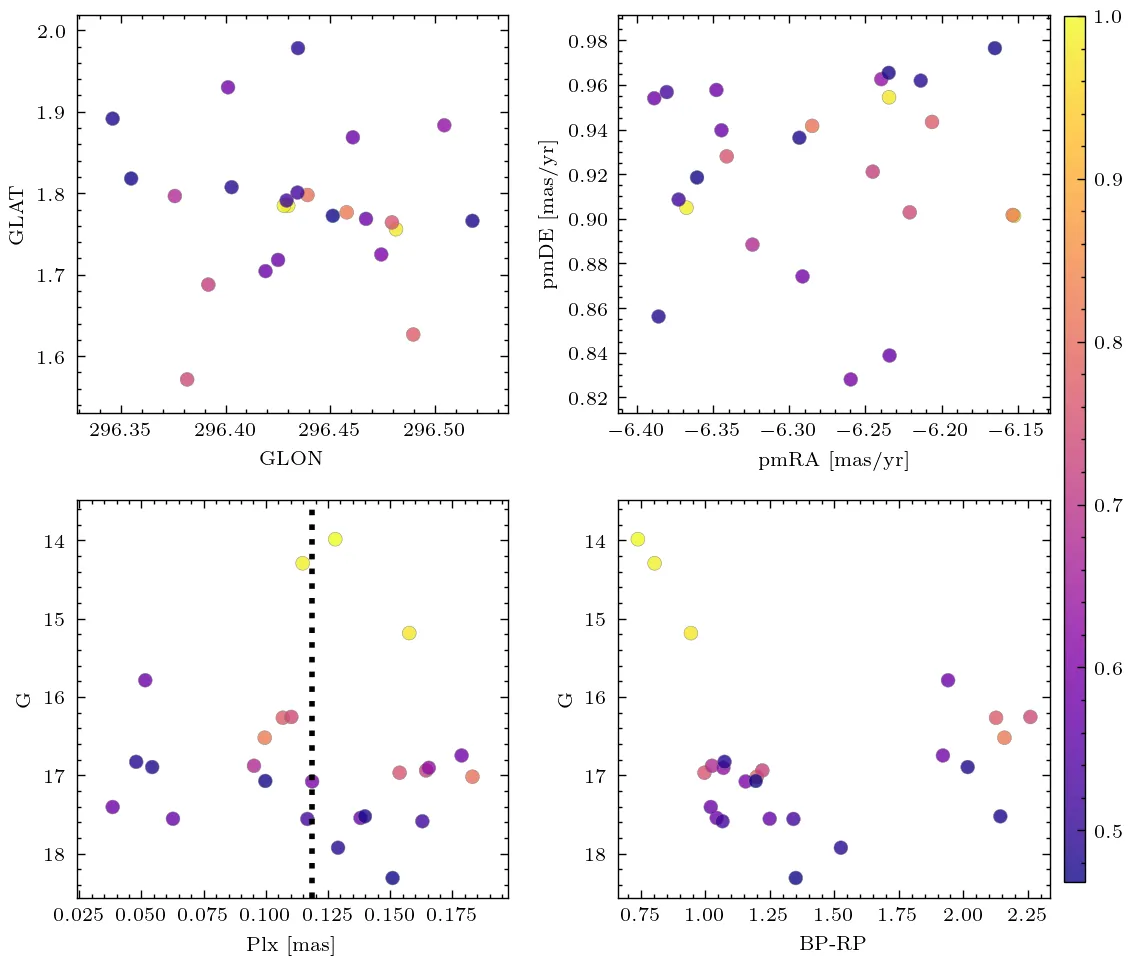 2.0
1.9
1.8
1.7
1.6
GLAT
296.35 296.40 296.45 296.50
GLON
0.98
0.96
0.94
0.92
0.90
0.88
0.86
0.84
0.82
pmDE [mas/yr]
−6.40 −6.35 −6.30 −6.25 −6.20 −6.15
pmRA [mas/yr]
14
15
16
17
18
G
0.025 0.050 0.075 0.100 0.125 0.150 0.175
Plx [mas]
14
15
16
17
18
G
0.75 1.00 1.25 1.50 1.75 2.00 2.25
BP-RP
1.0
0.9
0.8
0.7
0.6
0.5